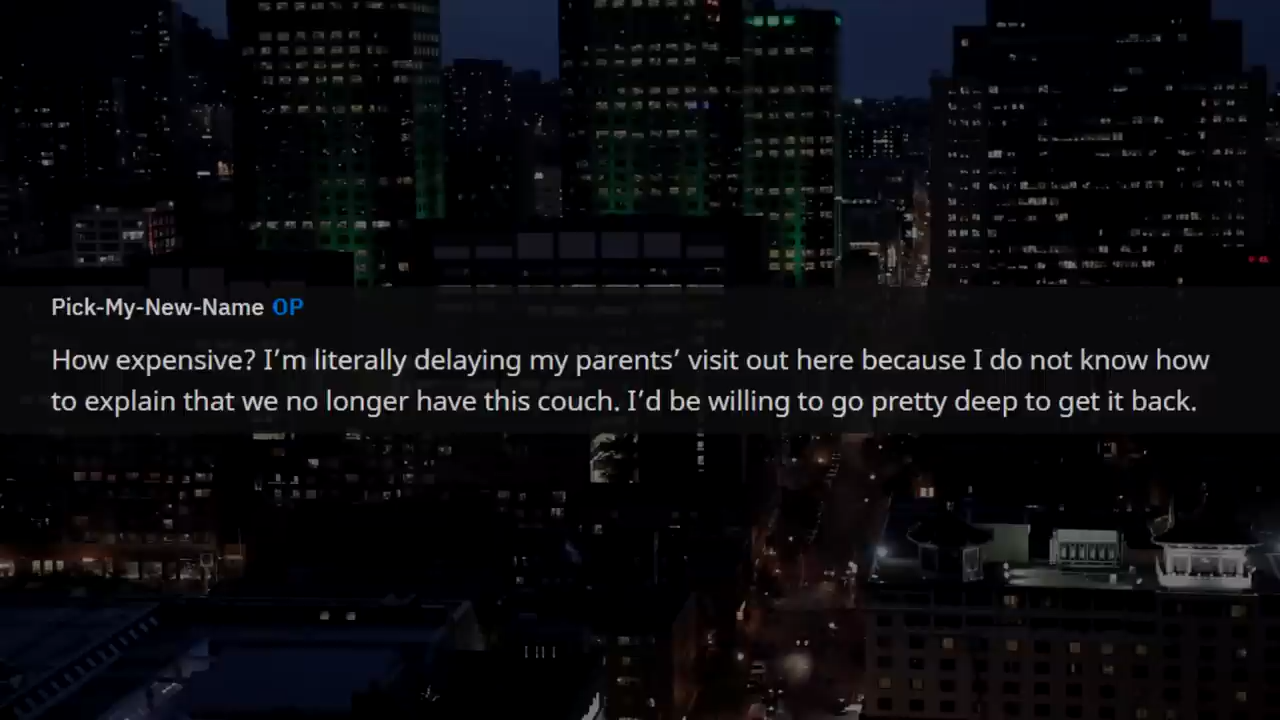 Pick-My-New-Name OP
How expensive? I’m literally delaying my parents’ visit out here because I do not know how
to explain that we no longer have this couch. I’d be willing to go pretty deep to get it back.